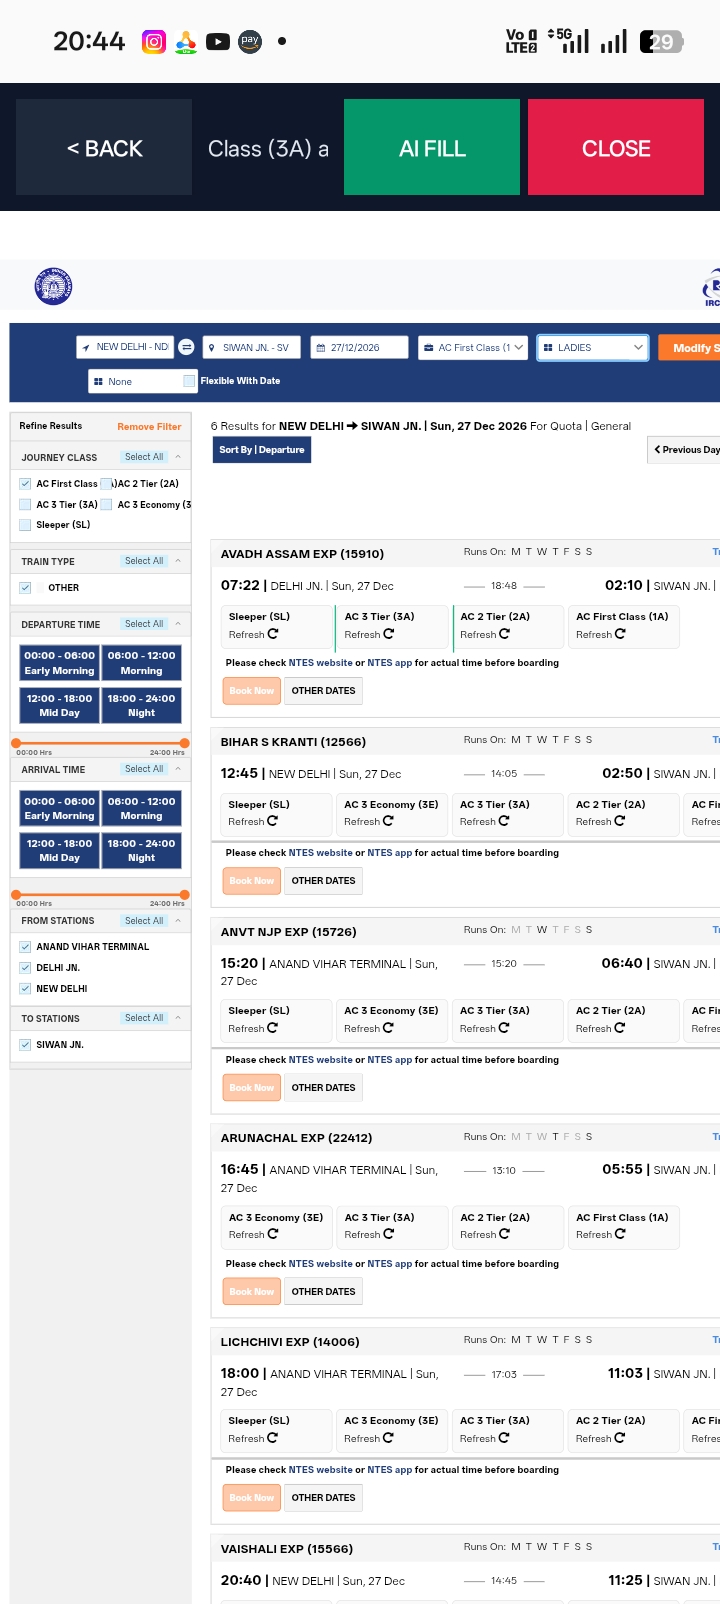 20:44
pay
Vo LTE2
5G
29
< BACK
Class (3A) a
AI FILL
CLOSE
IRC
NEW DELHI - NDI
SIWAN JN. - SV
27/12/2026
AC First Class (1
LADIES
Modify S
None
Flexible With Date
Refine Results
Remove Filter
6 Results for NEW DELHI ➔ SIWAN JN. | Sun, 27 Dec 2026 For Quota | General
Sort By | Departure
Previous Day
JOURNEY CLASS
Select All
AC First Class
AC 2 Tier (2A)
AC 3 Tier (3A)
AC 3 Economy (3
Sleeper (SL)
TRAIN TYPE
Select All
OTHER
DEPARTURE TIME
Select All
00:00 - 06:00
Early Morning
06:00 - 12:00
Morning
12:00 - 18:00
Mid Day
18:00 - 24:00
Night
00:00 Hrs
24:00 Hrs
ARRIVAL TIME
Select All
00:00 - 06:00
Early Morning
06:00 - 12:00
Morning
12:00 - 18:00
Mid Day
18:00 - 24:00
Night
00:00 Hrs
24:00 Hrs
FROM STATIONS
Select All
ANAND VIHAR TERMINAL
DELHI JN.
NEW DELHI
TO STATIONS
Select All
SIWAN JN.
AVADH ASSAM EXP (15910)
Runs On: M T W T F S S
Tr
07:22 | DELHI JN. | Sun, 27 Dec
18:48
02:10 | SIWAN JN. |
Sleeper (SL)
Refresh
AC 3 Tier (3A)
Refresh
AC 2 Tier (2A)
Refresh
AC First Class (1A)
Refresh
Please check NTES website or NTES app for actual time before boarding
Book Now
OTHER DATES
BIHAR S KRANTI (12566)
Runs On: M T W T F S S
Tr
12:45 | NEW DELHI | Sun, 27 Dec
14:05
02:50 | SIWAN JN. |
Sleeper (SL)
Refresh
AC 3 Economy (3E)
Refresh
AC 3 Tier (3A)
Refresh
AC 2 Tier (2A)
Refresh
AC Fir
Refres
Please check NTES website or NTES app for actual time before boarding
Book Now
OTHER DATES
ANVT NJP EXP (15726)
Runs On: M T W T F S S
Tr
15:20 | ANAND VIHAR TERMINAL | Sun,
27 Dec
15:20
06:40 | SIWAN JN. |
Sleeper (SL)
Refresh
AC 3 Economy (3E)
Refresh
AC 3 Tier (3A)
Refresh
AC 2 Tier (2A)
Refresh
AC Fir
Refres
Please check NTES website or NTES app for actual time before boarding
Book Now
OTHER DATES
ARUNACHAL EXP (22412)
Runs On: M T W T F S S
Tr
16:45 | ANAND VIHAR TERMINAL | Sun,
27 Dec
13:10
05:55 | SIWAN JN. |
AC 3 Economy (3E)
Refresh
AC 3 Tier (3A)
Refresh
AC 2 Tier (2A)
Refresh
AC First Class (1A)
Refresh
Please check NTES website or NTES app for actual time before boarding
Book Now
OTHER DATES
LICHCHIVI EXP (14006)
Runs On: M T W T F S S
Tr
18:00 | ANAND VIHAR TERMINAL | Sun,
27 Dec
17:03
11:03 | SIWAN JN. |
Sleeper (SL)
Refresh
AC 3 Economy (3E)
Refresh
AC 3 Tier (3A)
Refresh
AC 2 Tier (2A)
Refresh
AC Fir
Refres
Please check NTES website or NTES app for actual time before boarding
Book Now
OTHER DATES
VAISHALI EXP (15566)
Runs On: M T W T F S S
Tr
20:40 | NEW DELHI | Sun, 27 Dec
14:45
11:25 | SIWAN JN. |